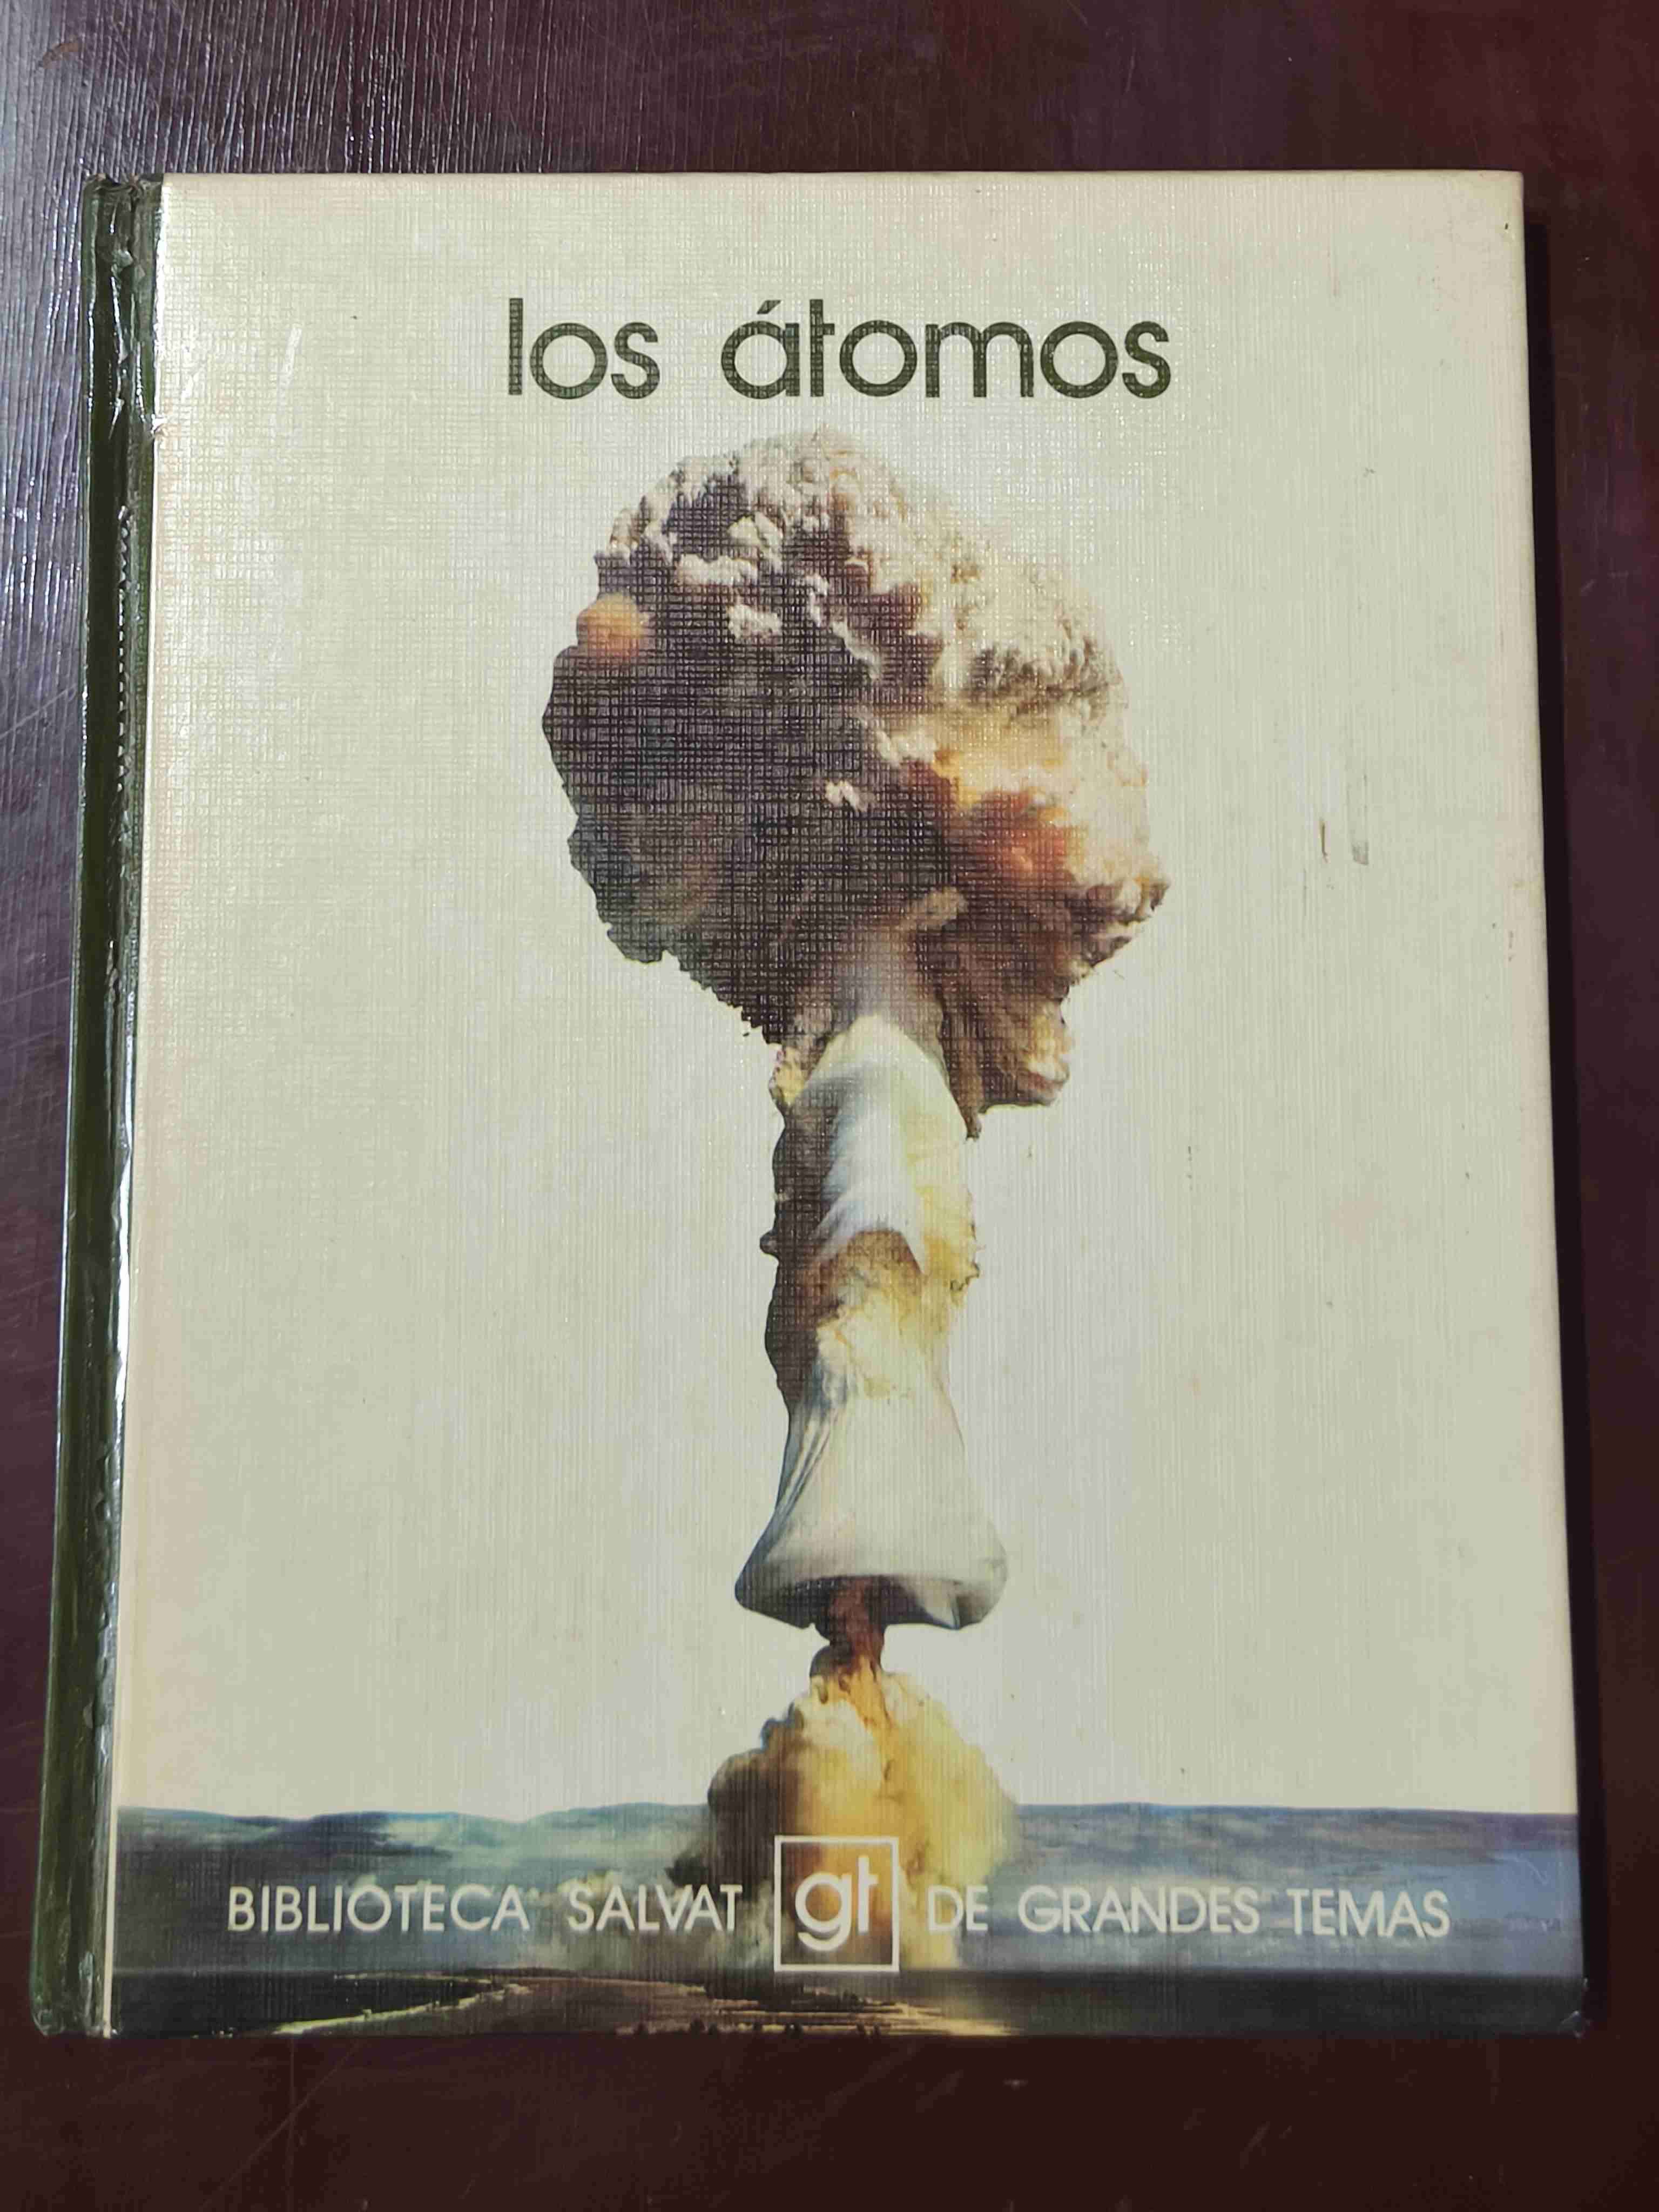 los átomos
BIBLIOTECA SALVAT gt DE GRANDES TEMAS